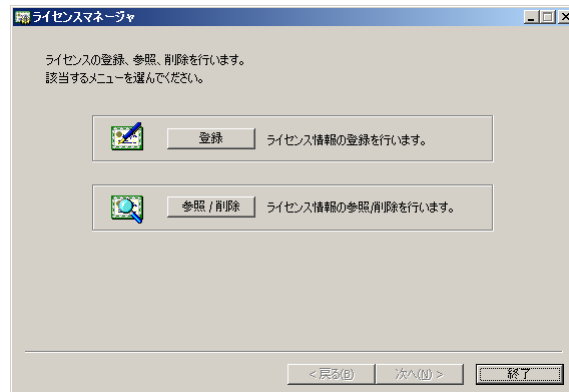 ライセンスマネージャ
ライセンスの登録、参照、削除を行います。
該当するメニューを選んでください。
登録 ライセンス情報の登録を行います。
参照 / 削除 ライセンス情報の参照/削除を行います。
< 戻る(B) 次へ(N) > 終了